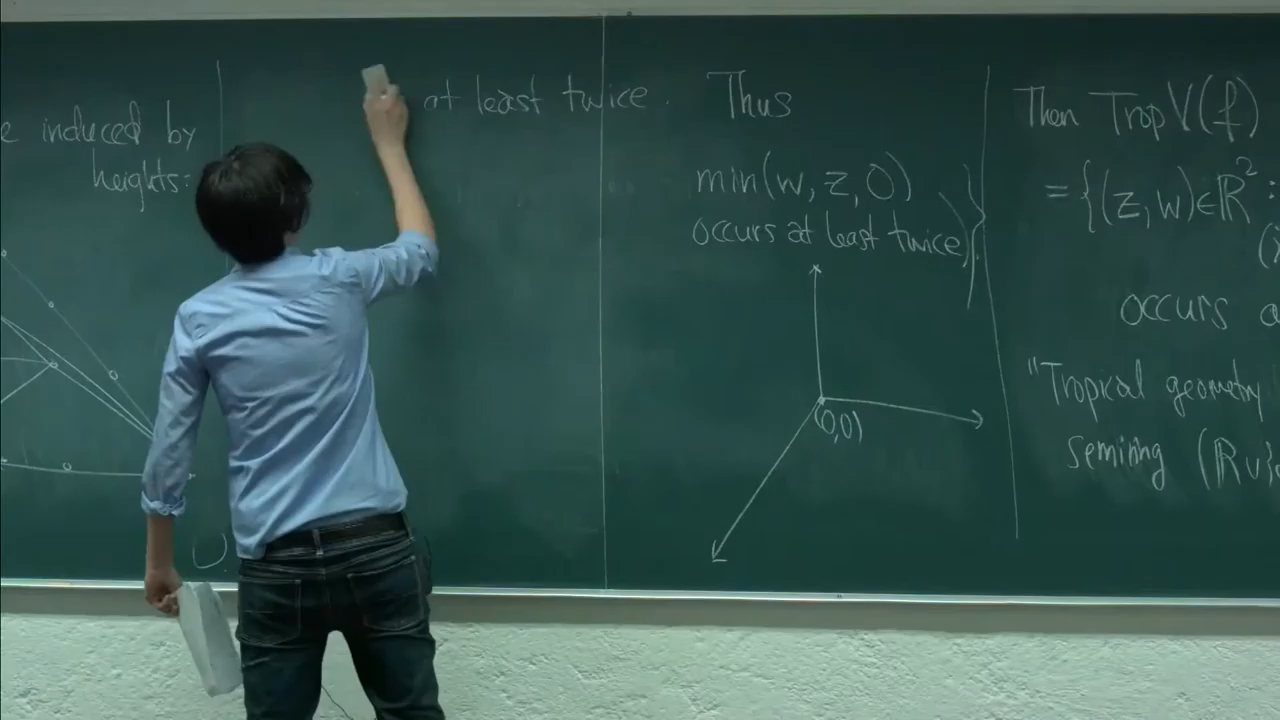 e induced by
heights:
at least twice.
Thus
min(w, z, 0)
occurs at least twice)}.
(0,0)
Then Trop V(f)
= {(z, w) ∈ ℝ² :
occurs
"Tropical geometry
semiring (ℝ ∪ {